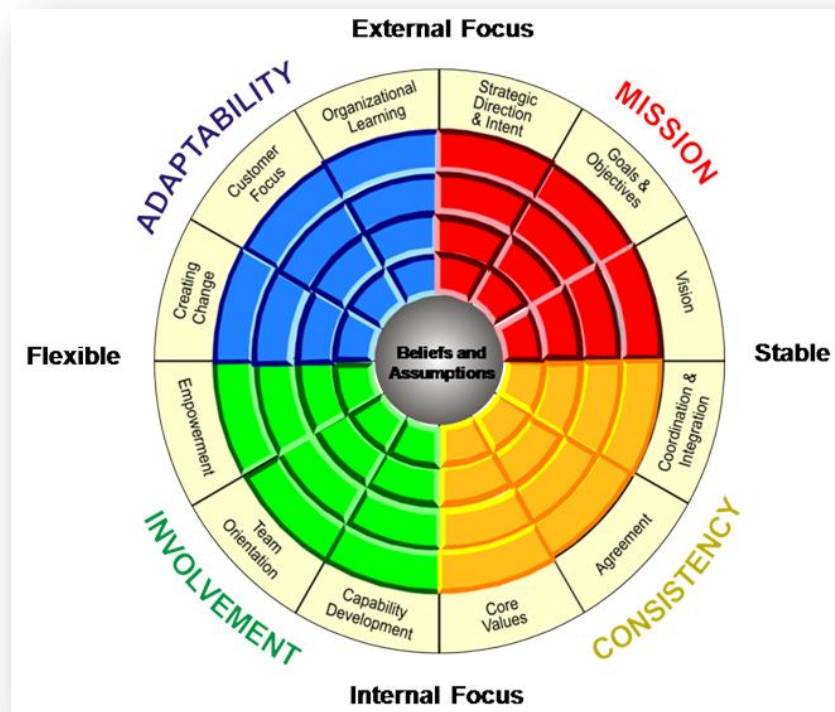 External Focus
ADAPTABILITY
MISSION
Organizational
Learning
Strategic
Direction
& Intent
Customer
Focus
Goals &
Objectives
Creating
Change
Vision
Flexible
Beliefs and
Assumptions
Stable
Empowerment
Coordination &
Integration
Team
Orientation
Agreement
Capability
Development
Core
Values
INVOLVEMENT
CONSISTENCY
Internal Focus